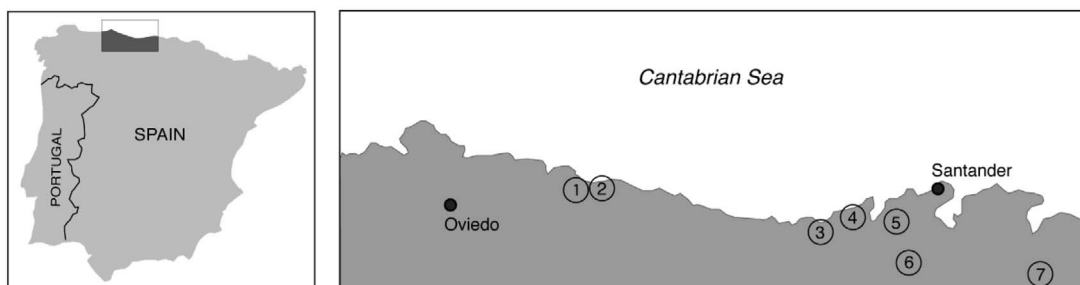 SPAIN
PORTUGAL
Cantabrian Sea
Santander
Oviedo
1
2
3
4
5
6
7